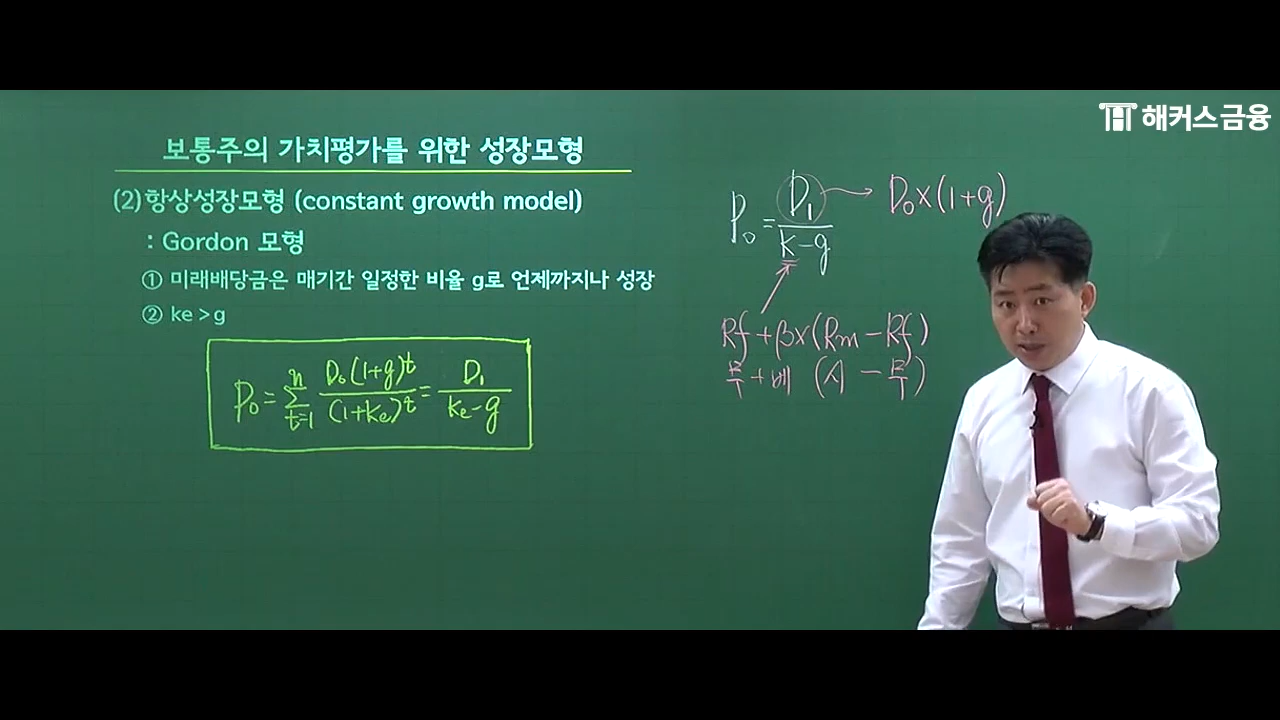 해커스금융
보통주의 가치평가를 위한 성장모형
(2)항상성장모형 (constant growth model)
: Gordon 모형
① 미래배당금은 매기간 일정한 비율 g로 언제까지나 성장
② ke >g
P₀ = Σ(t=1, n) D₀(1+g)^t / (1+ke)^t = D₁ / (ke-g)
P₀ = D₁ / (k-g) → D₀×(1+g)
Rf + β×(Rm - Rf)
무 + 베 (시 - 무)